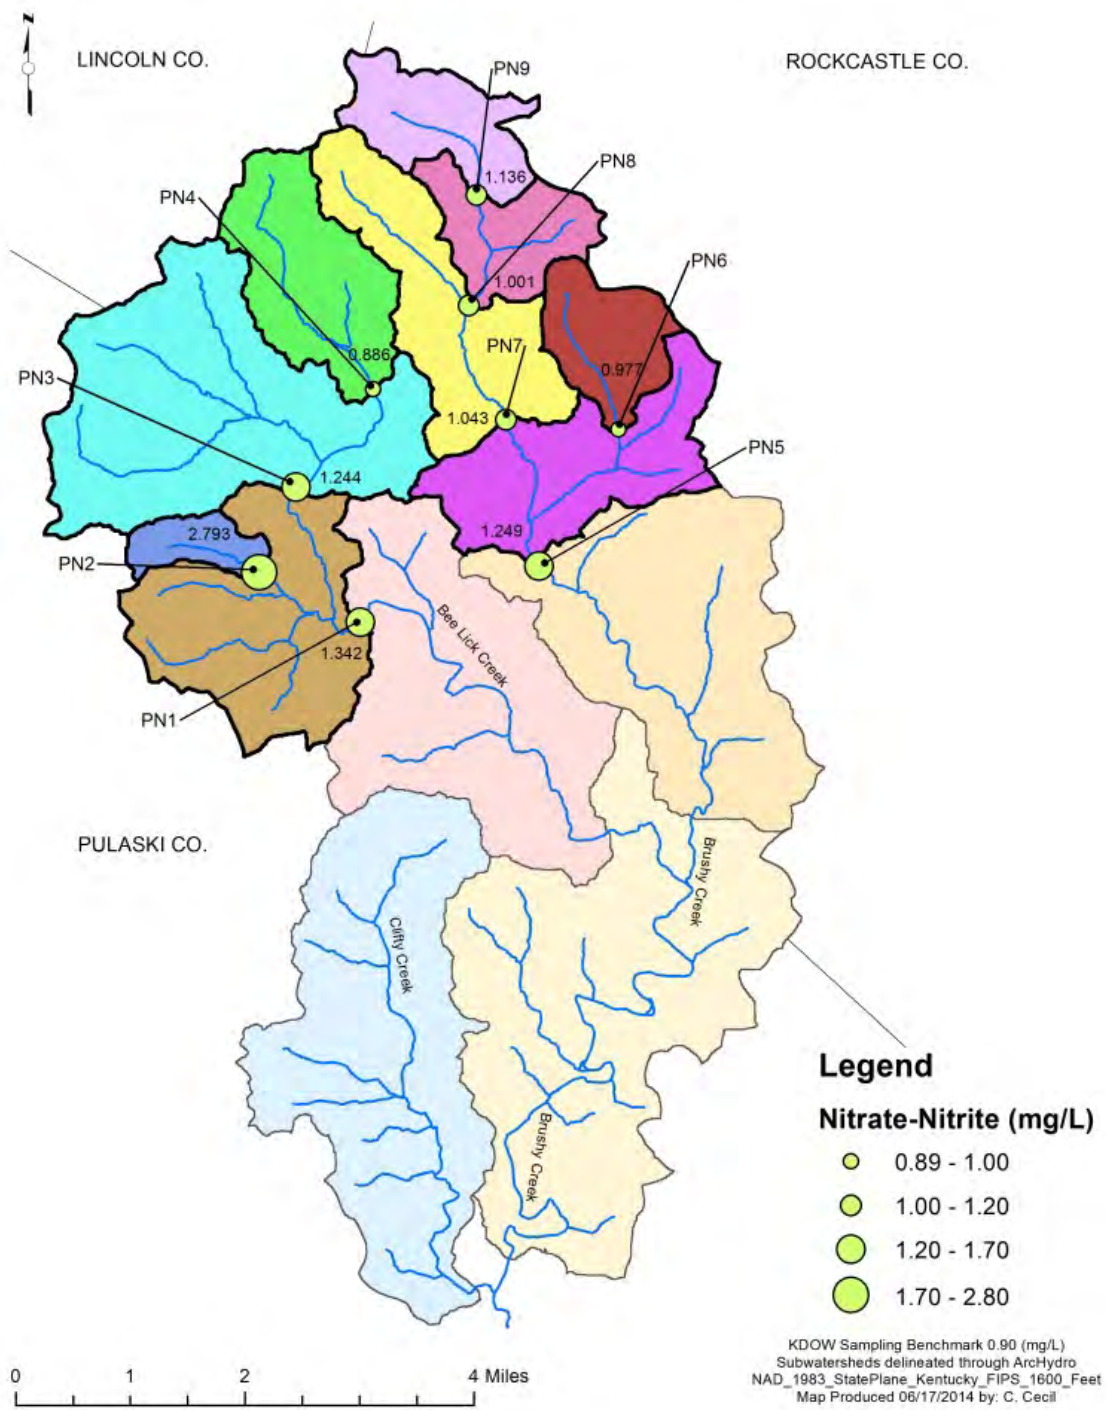 N
LINCOLN CO.
ROCKCASTLE CO.
PN9
PN8
1.136
PN4
PN6
1.001
PN7
0.886
0.977
PN3
1.043
PN5
1.244
1.249
2.793
PN2
Bee Lick Creek
1.342
PN1
PULASKI CO.
Brushy Creek
Clifty Creek
Brushy Creek
Legend
Nitrate-Nitrite (mg/L)
0.89 - 1.00
1.00 - 1.20
1.20 - 1.70
1.70 - 2.80
KDOW Sampling Benchmark 0.90 (mg/L)
Subwatersheds delineated through ArcHydro
NAD_1983_StatePlane_Kentucky_FIPS_1600_Feet
Map Produced 06/17/2014 by: C. Cecil
0 1 2 4 Miles